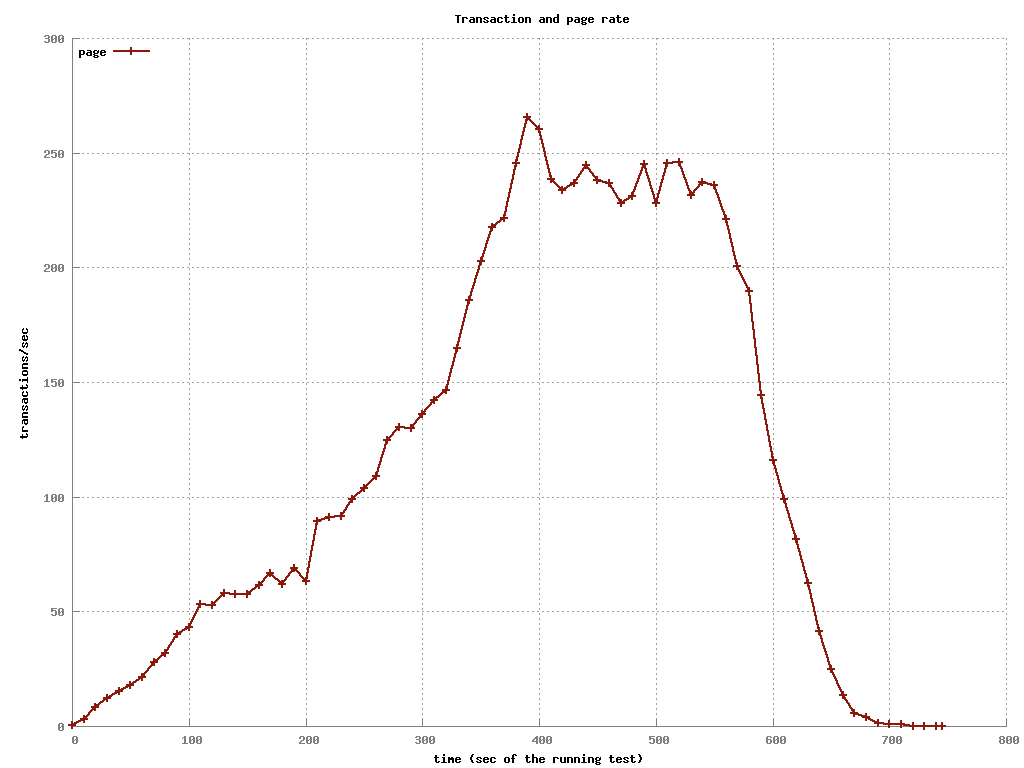 Transaction and page rate
300
page
250
200
150
100
50
0
transactions/sec
0 100 200 300 400 500 600 700 800
time (sec of the running test)